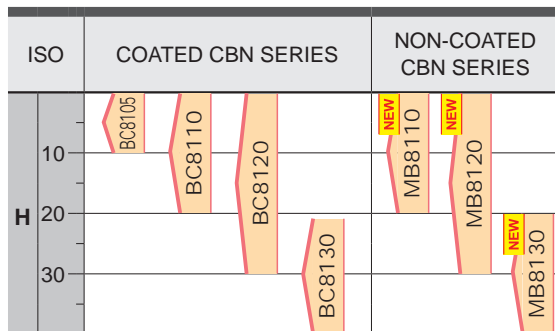 ISO
COATED CBN SERIES
NON-COATED
CBN SERIES
H
10
20
30
BC8105
BC8110
BC8120
BC8130
NEW
MB8110
NEW
MB8120
NEW
MB8130